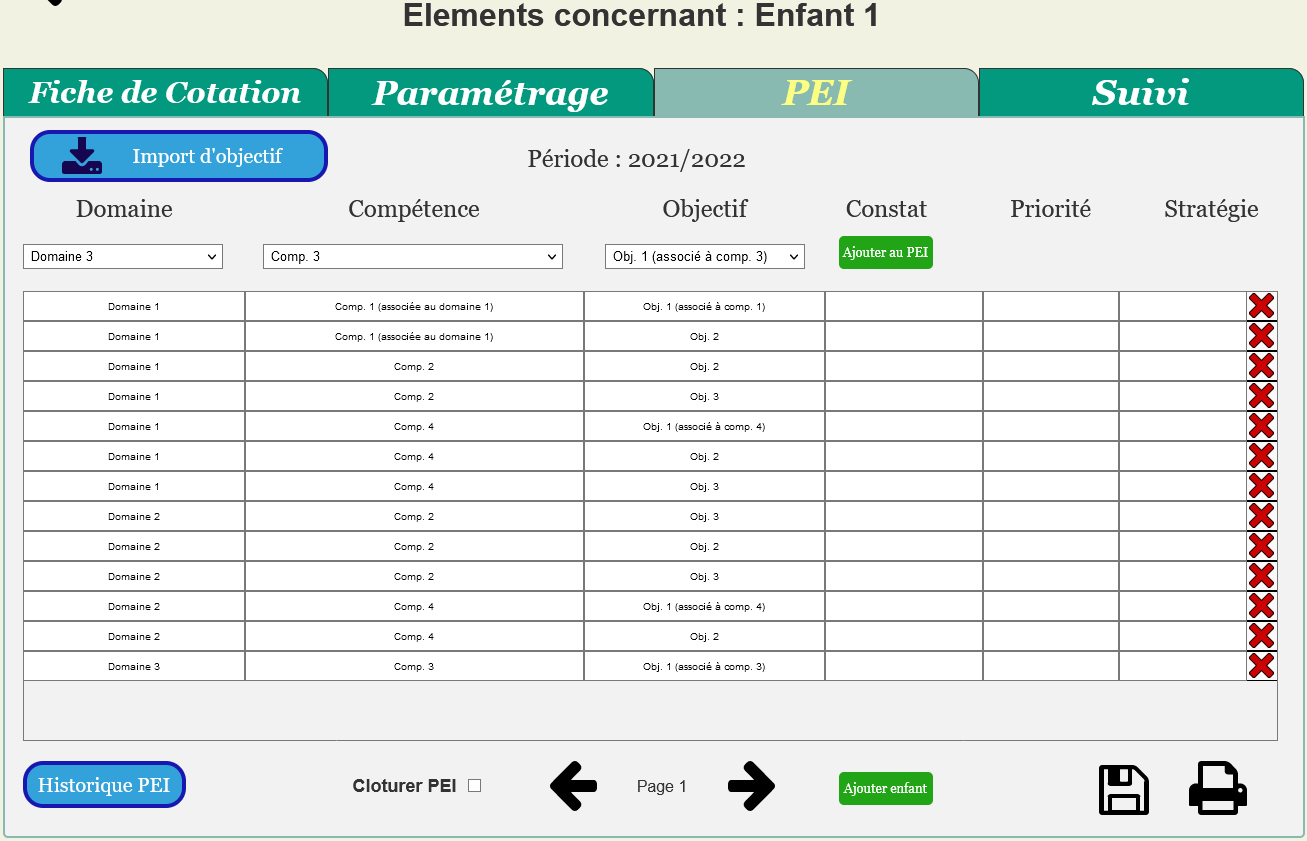 Elements concernant : Enfant 1
Fiche de Cotation Paramétrage PEI Suivi
Import d'objectif Période : 2021/2022
Domaine Compétence Objectif Constat Priorité Stratégie
Domaine 3 Comp. 3 Obj. 1 (associé à comp. 3) Ajouter au PEI
Domaine 1 Comp. 1 (associée au domaine 1) Obj. 1 (associé à comp. 1)
Domaine 1 Comp. 1 (associée au domaine 1) Obj. 2
Domaine 1 Comp. 2 Obj. 2
Domaine 1 Comp. 2 Obj. 3
Domaine 1 Comp. 4 Obj. 1 (associé à comp. 4)
Domaine 1 Comp. 4 Obj. 2
Domaine 1 Comp. 4 Obj. 3
Domaine 2 Comp. 2 Obj. 3
Domaine 2 Comp. 2 Obj. 2
Domaine 2 Comp. 2 Obj. 3
Domaine 2 Comp. 4 Obj. 1 (associé à comp. 4)
Domaine 2 Comp. 4 Obj. 2
Domaine 3 Comp. 3 Obj. 1 (associé à comp. 3)
Historique PEI Cloturer PEI Page 1 Ajouter enfant